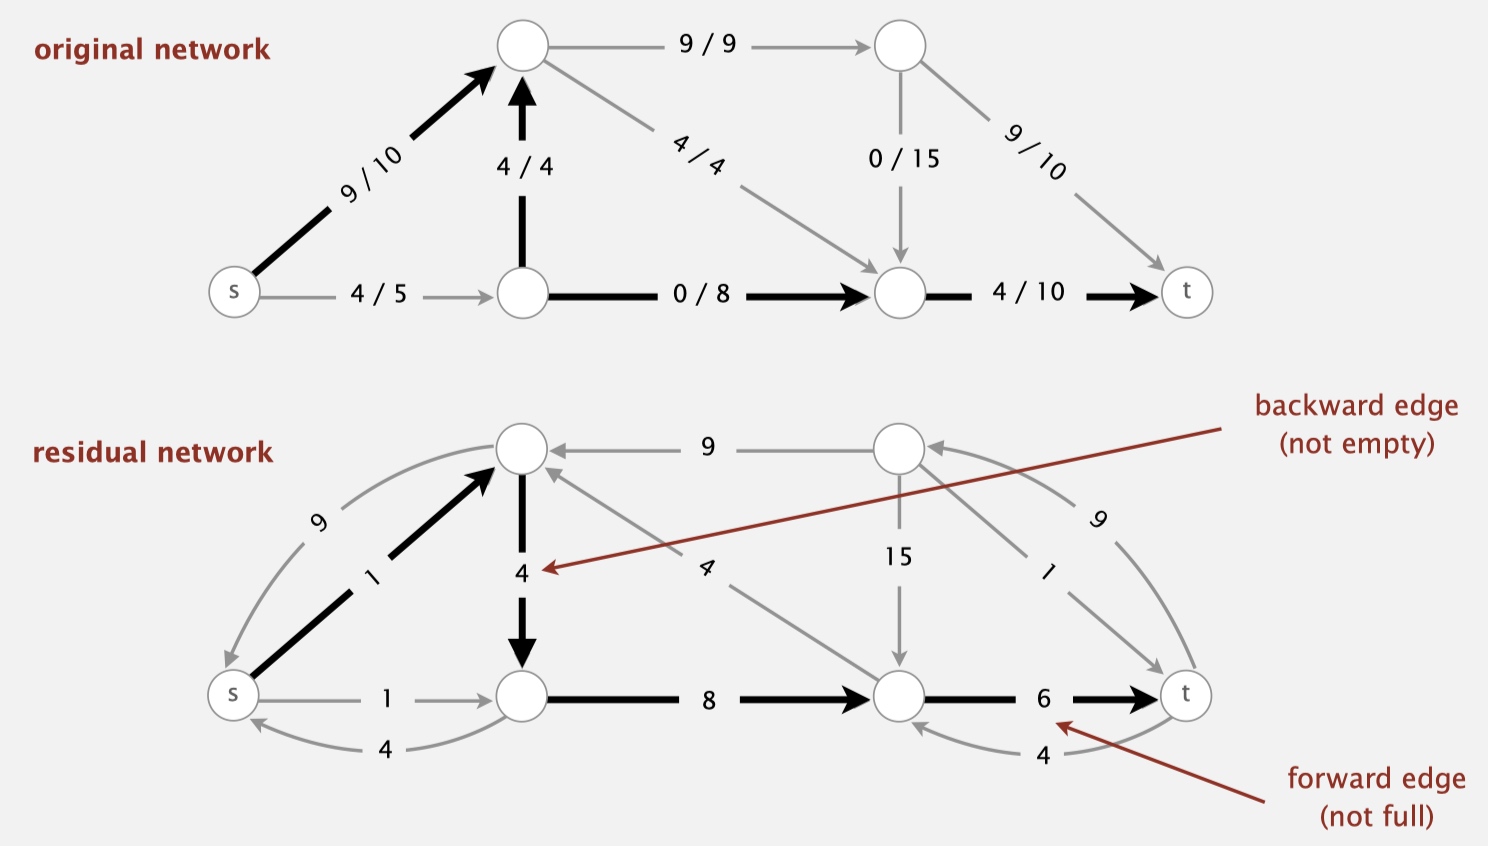 original network
9 / 9
9 / 10
4 / 4
4 / 4
0 / 15
9 / 10
s
4 / 5
0 / 8
4 / 10
t
backward edge
(not empty)
residual network
9
9
9
1
4
4
15
1
s
1
8
6
t
4
4
forward edge
(not full)